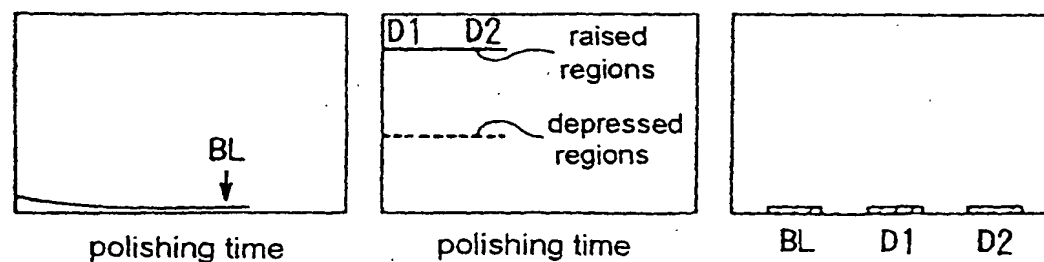 BL
polishing time
D1 D2
raised
regions
depressed
regions
polishing time
BL D1 D2